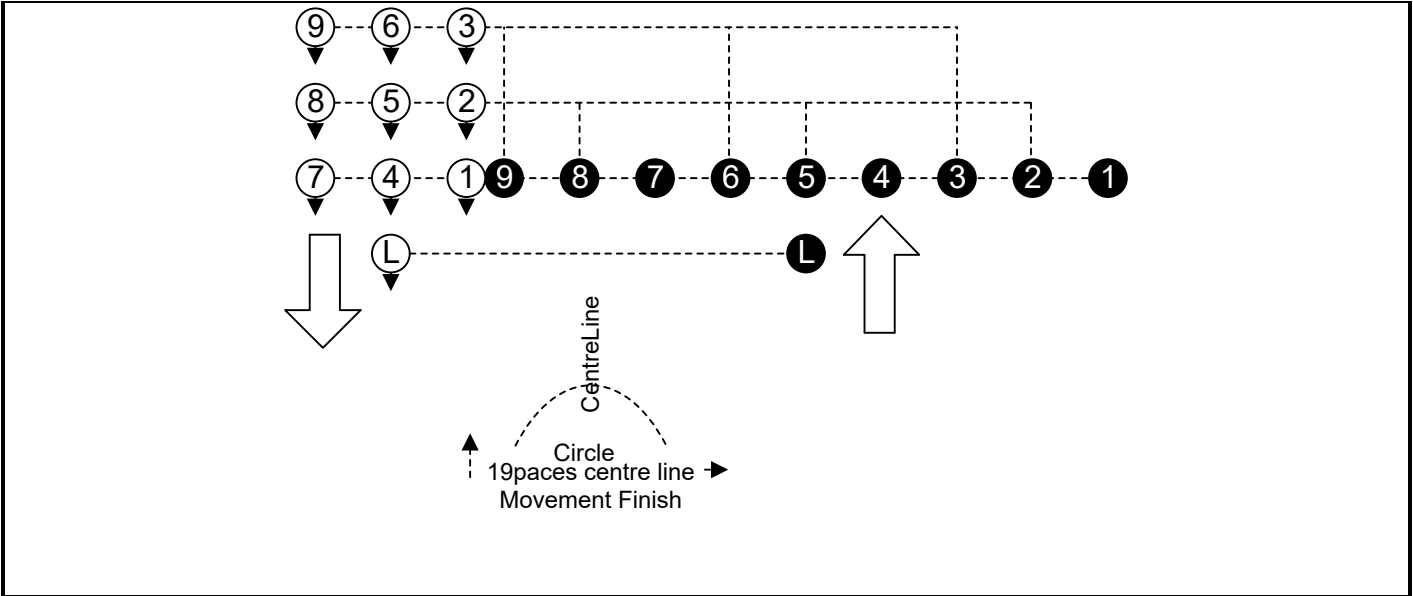 9 6 3
8 5 2
7 4 1 9 8 7 6 5 4 3 2 1
L L
CentreLine
Circle
19paces centre line
Movement Finish